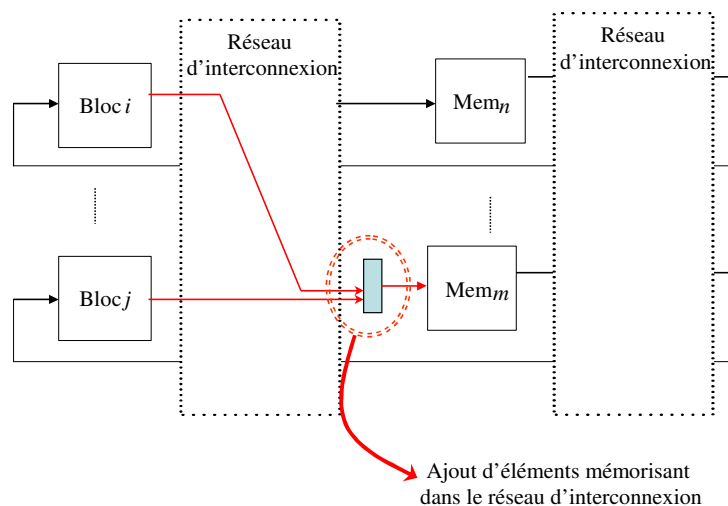 Réseau
d'interconnexion
Réseau
d'interconnexion
Bloc i
Mem n
Bloc j
Mem m
Ajout d'éléments mémorisant
dans le réseau d'interconnexion